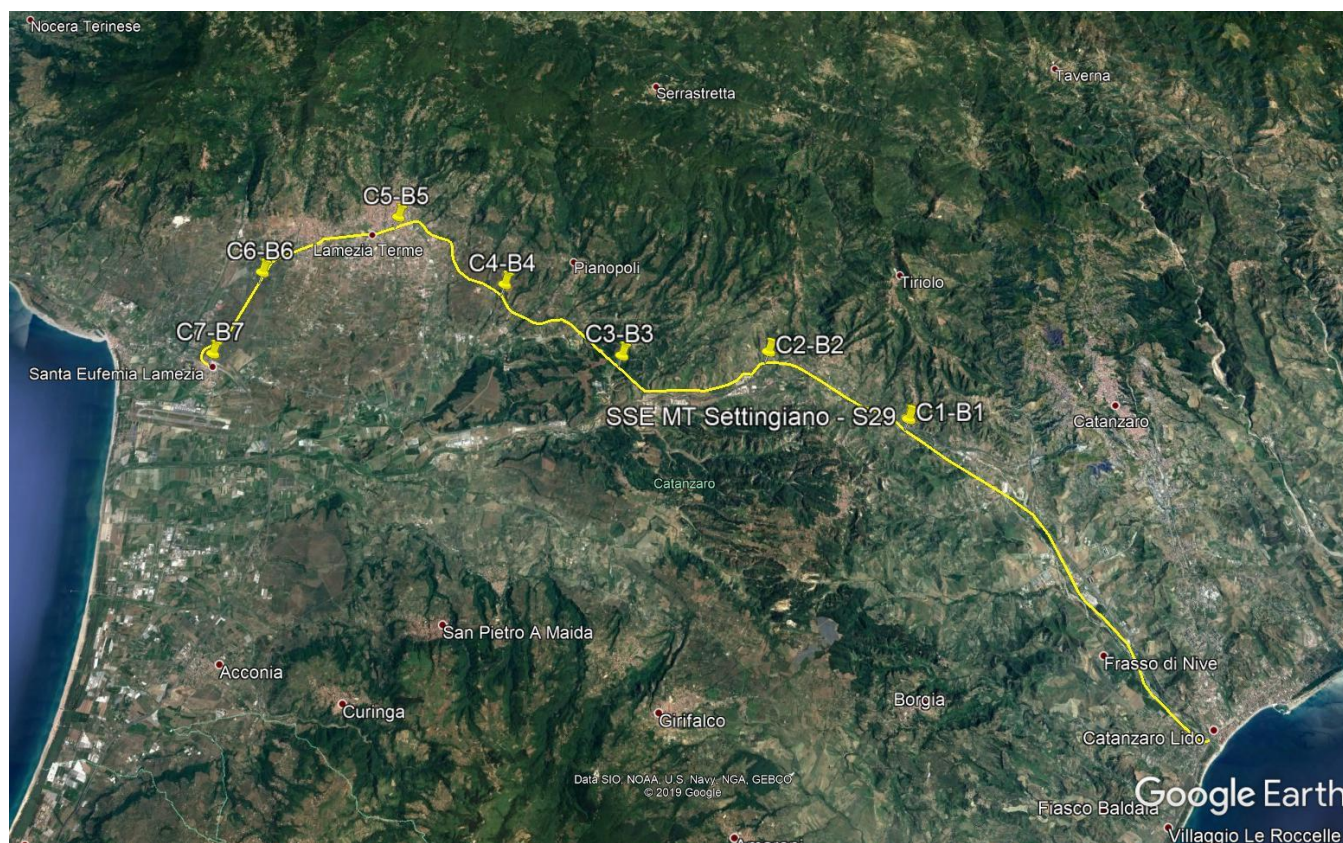 Nocera Terinese
Taverna
Serrastretta
C5-B5
Lamezia Terme
C6-B6
Pianopoli
C4-B4
Tiriolo
C7-B7
C3-B3
C2-B2
Santa Eufemia Lamezia
SSE MT Settingiano - S29
C1-B1
Catanzaro
Catanzaro
San Pietro A Maida
Frasso di Nive
Acconia
Curinga
Girifalco
Borgia
Catanzaro Lido
Data SIO, NOAA, U.S. Navy, NGA, GEBCO
© 2019 Google
Google Earth
Villaggio Le Roccelle